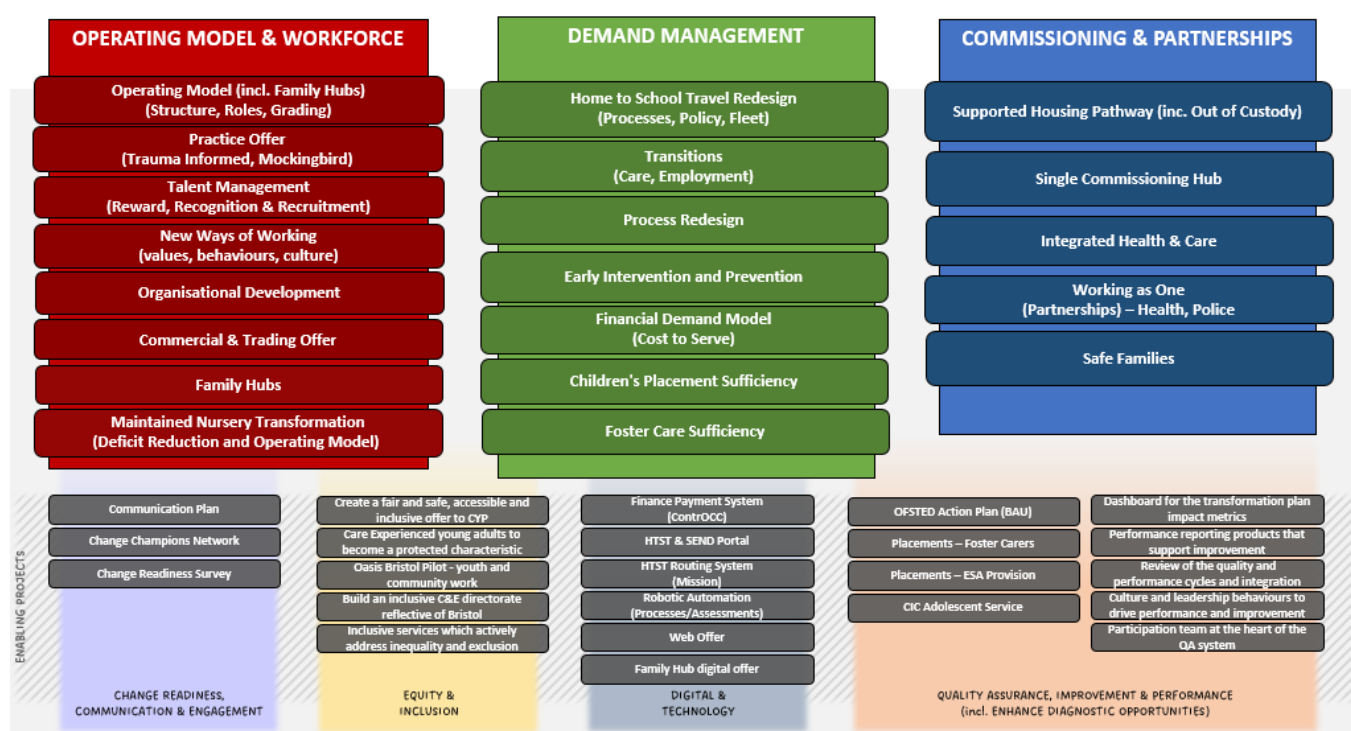 OPERATING MODEL & WORKFORCE
Operating Model (incl. Family Hubs)
(Structure, Roles, Grading)
Practice Offer
(Trauma Informed, Mockingbird)
Talent Management
(Reward, Recognition & Recruitment)
New Ways of Working
(values, behaviours, culture)
Organisational Development
Commercial & Trading Offer
Family Hubs
Maintained Nursery Transformation
(Deficit Reduction and Operating Model)
DEMAND MANAGEMENT
Home to School Travel Redesign
(Processes, Policy, Fleet)
Transitions
(Care, Employment)
Process Redesign
Early Intervention and Prevention
Financial Demand Model
(Cost to Serve)
Children's Placement Sufficiency
Foster Care Sufficiency
COMMISSIONING & PARTNERSHIPS
Supported Housing Pathway (inc. Out of Custody)
Single Commissioning Hub
Integrated Health & Care
Working as One
(Partnerships) – Health, Police
Safe Families
ENABLING PROJECTS
Communication Plan
Change Champions Network
Change Readiness Survey
CHANGE READINESS,
COMMUNICATION & ENGAGEMENT
Create a fair and safe, accessible and
inclusive offer to CYP
Care Experienced young adults to
become a protected characteristic
Oasis Bristol Pilot - youth and
community work
Build an inclusive C&E directorate
reflective of Bristol
Inclusive services which actively
address inequality and exclusion
EQUITY &
INCLUSION
Finance Payment System
(ContrOCC)
HTST & SEND Portal
HTST Routing System
(Mission)
Robotic Automation
(Processes/Assessments)
Web Offer
Family Hub digital offer
DIGITAL &
TECHNOLOGY
OFSTED Action Plan (BAU)
Placements – Foster Carers
Placements – ESA Provision
CIC Adolescent Service
Dashboard for the transformation plan
impact metrics
Performance reporting products that
support improvement
Review of the quality and
performance cycles and integration
Culture and leadership behaviours to
drive performance and improvement
Participation team at the heart of the
QA system
QUALITY ASSURANCE, IMPROVEMENT & PERFORMANCE
(incl. ENHANCE DIAGNOSTIC OPPORTUNITIES)